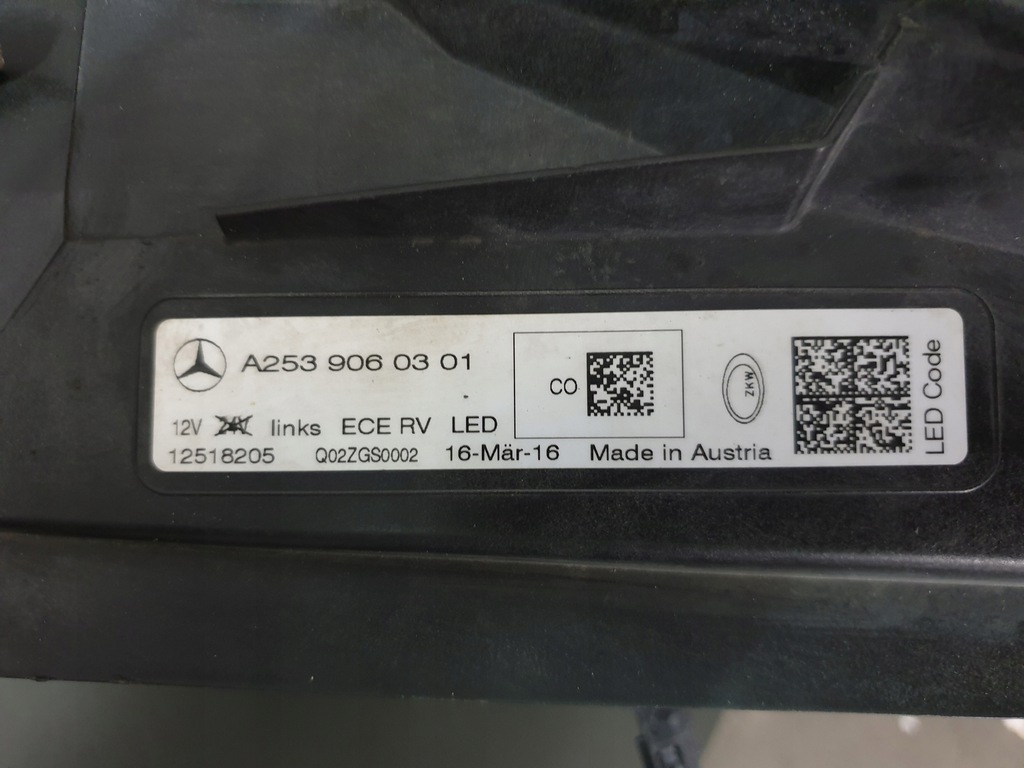 A253 906 03 01
12V 24V links ECE RV LED
12518205 Q02ZGS0002 16-Mär-16 Made in Austria
CO
ZKW
LED Code